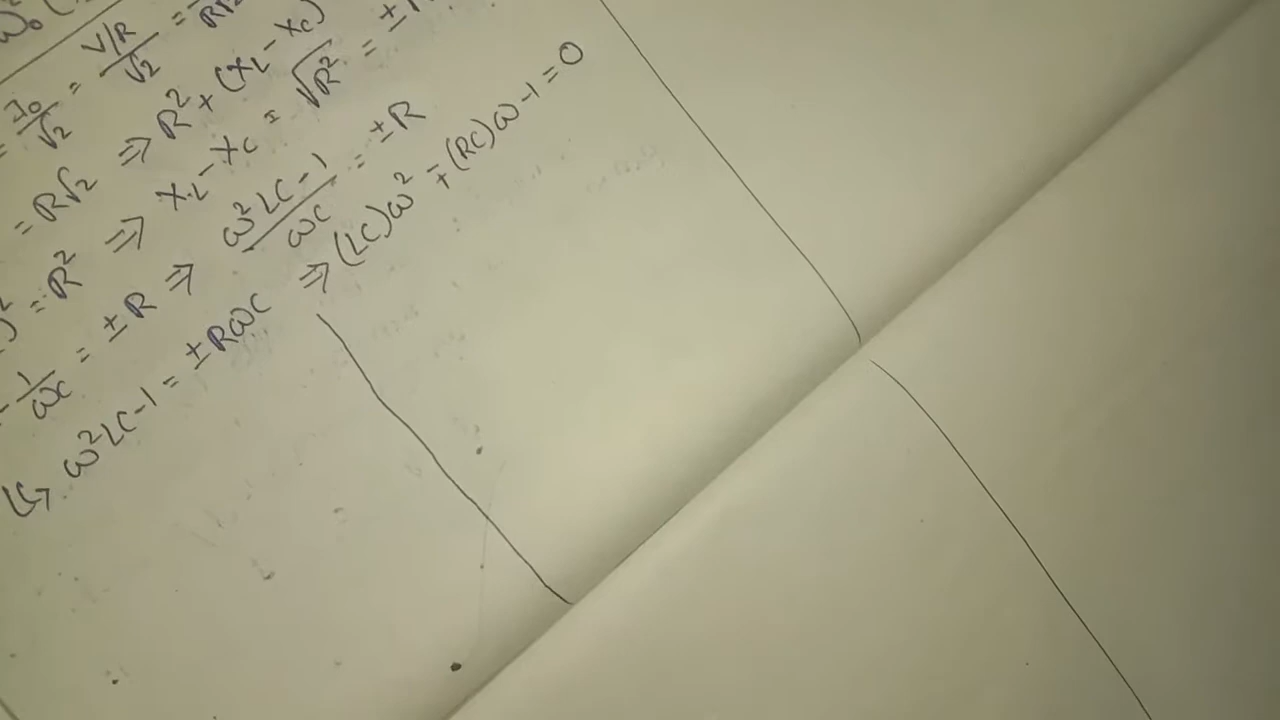 I₀/√2 = V/R/√2 =
= R√2 ⇒ R² + (X_L - X_C)
² = R² ⇒ X_L - X_C = √R² = ±
- 1/ωC = ±R ⇒ ω²LC-1/ωC = ±R
↳ ω²LC-1 = ±RωC ⇒ (LC)ω² ∓ (RC)ω-1=0